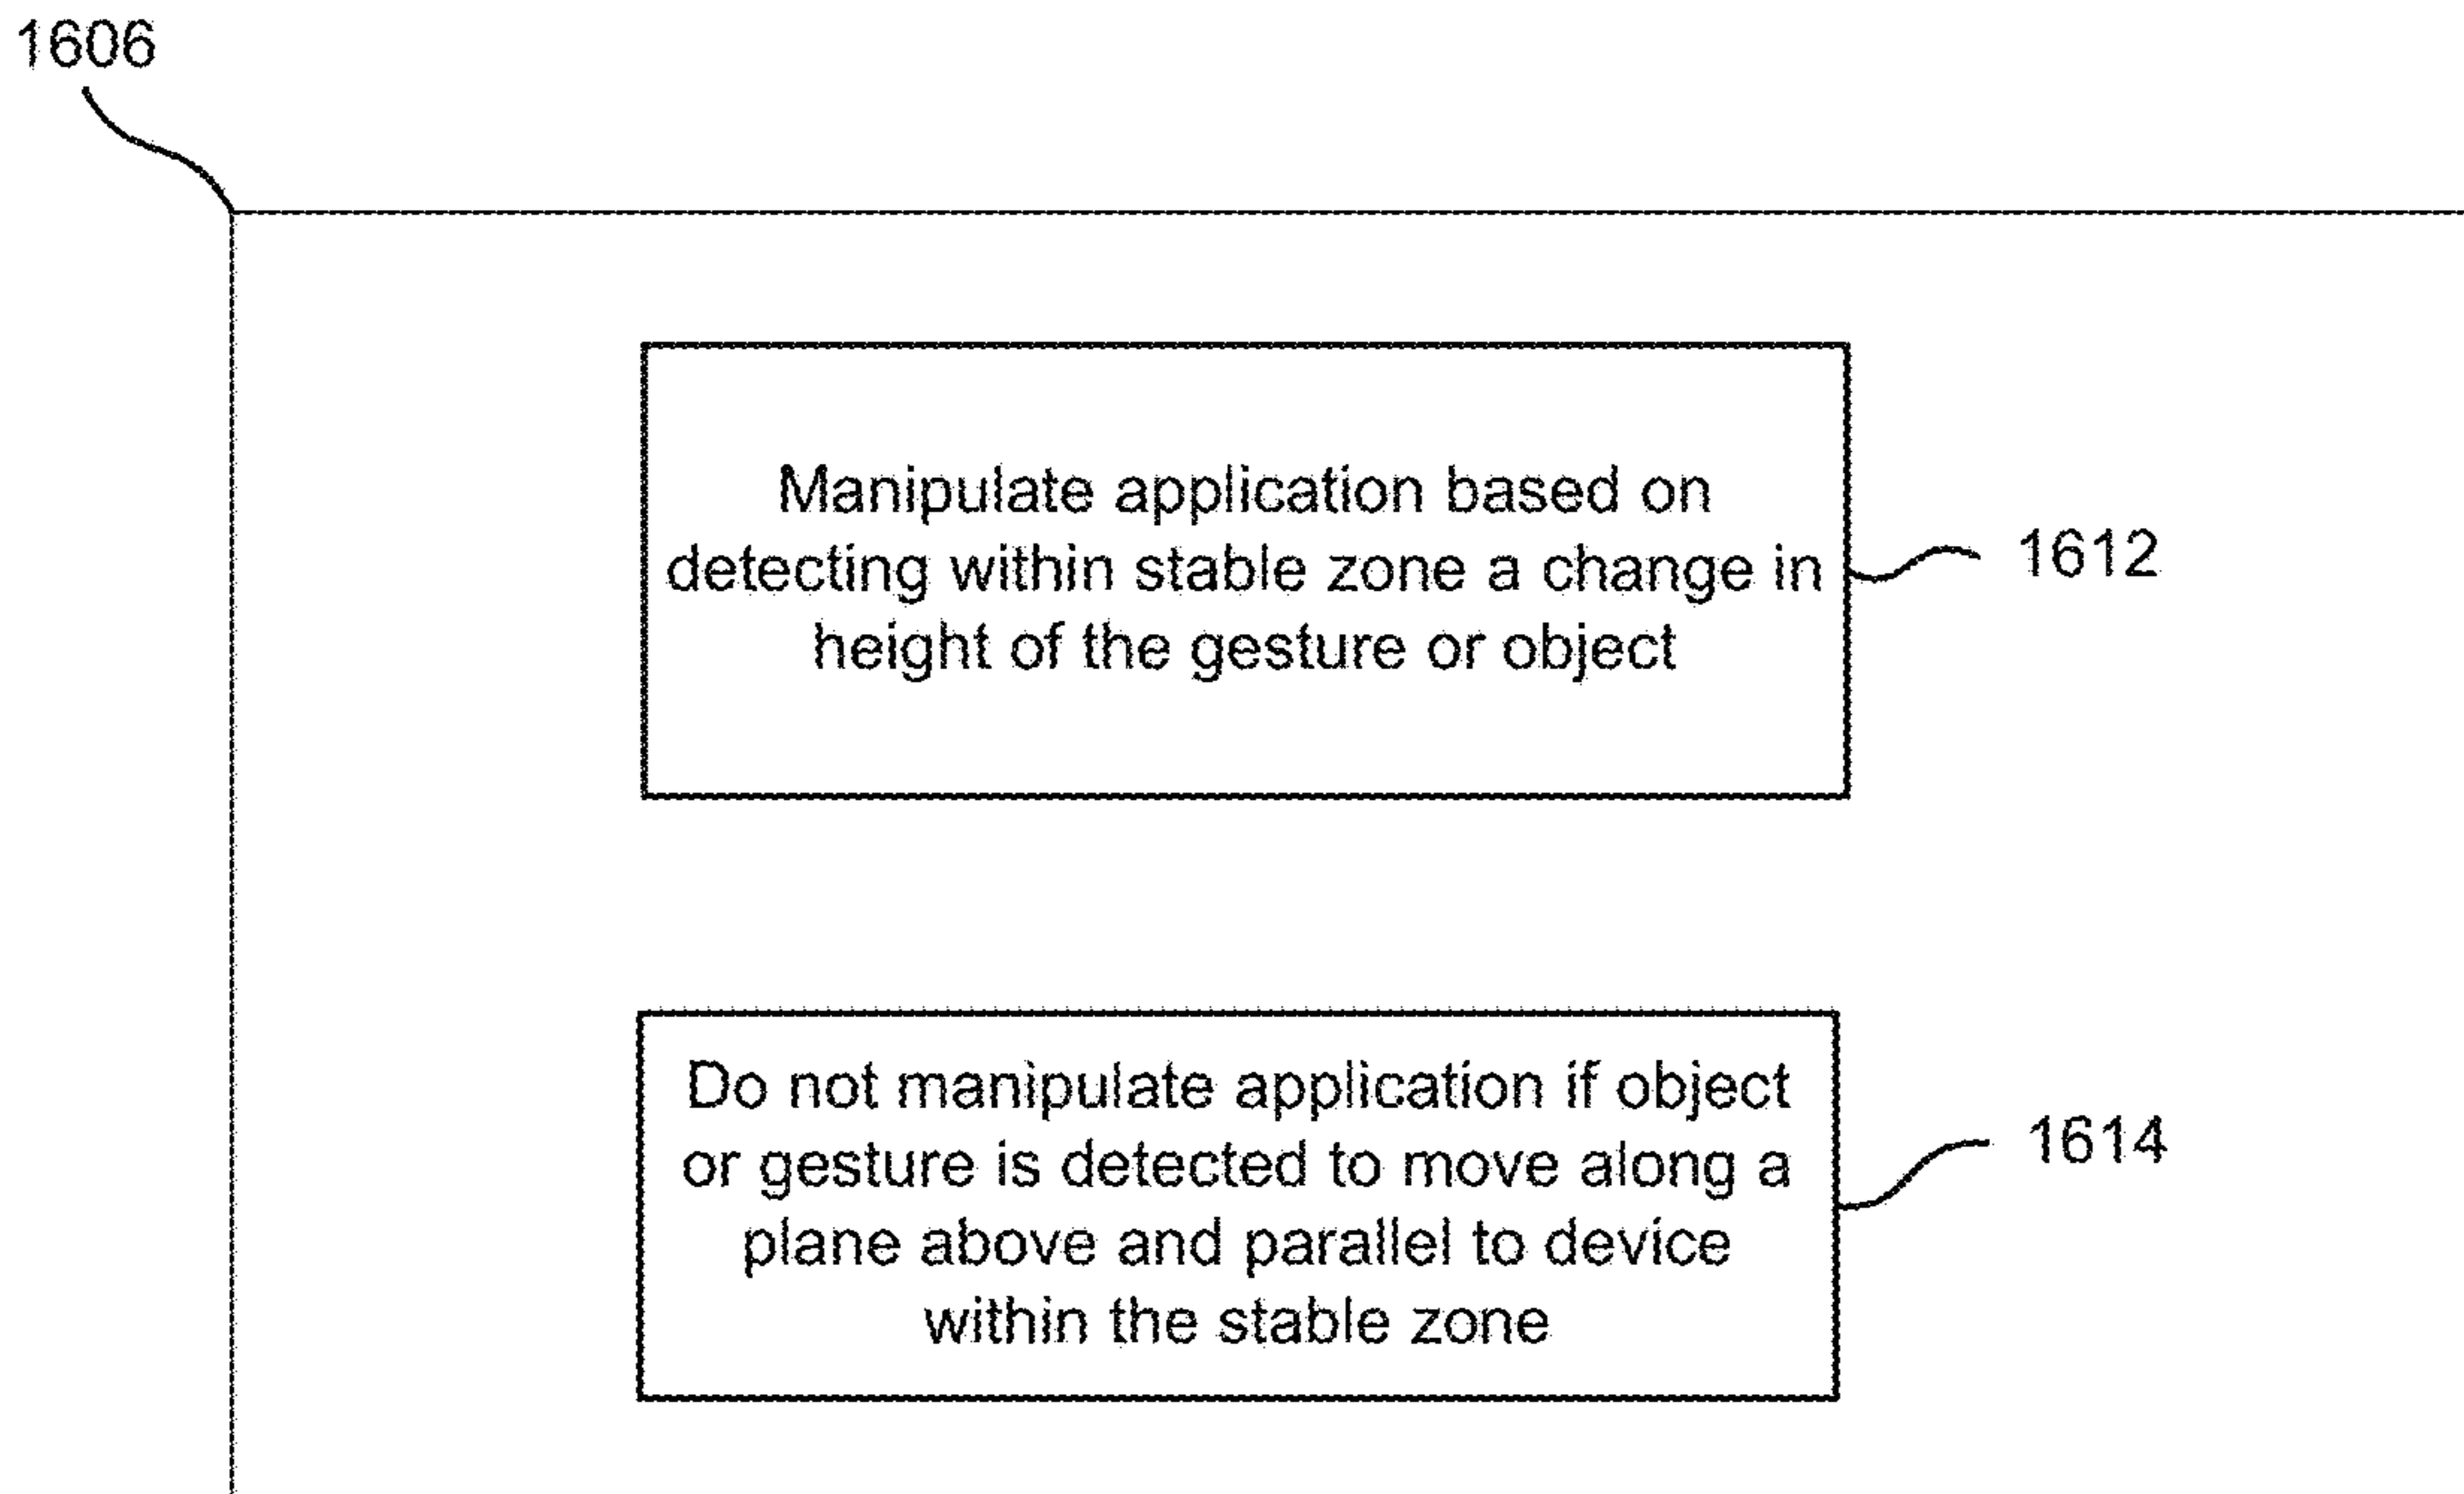 1606
Manipulate application based on
detecting within stable zone a change in
height of the gesture or object
1612
Do not manipulate application if object
or gesture is detected to move along a
plane above and parallel to device
within the stable zone
1614